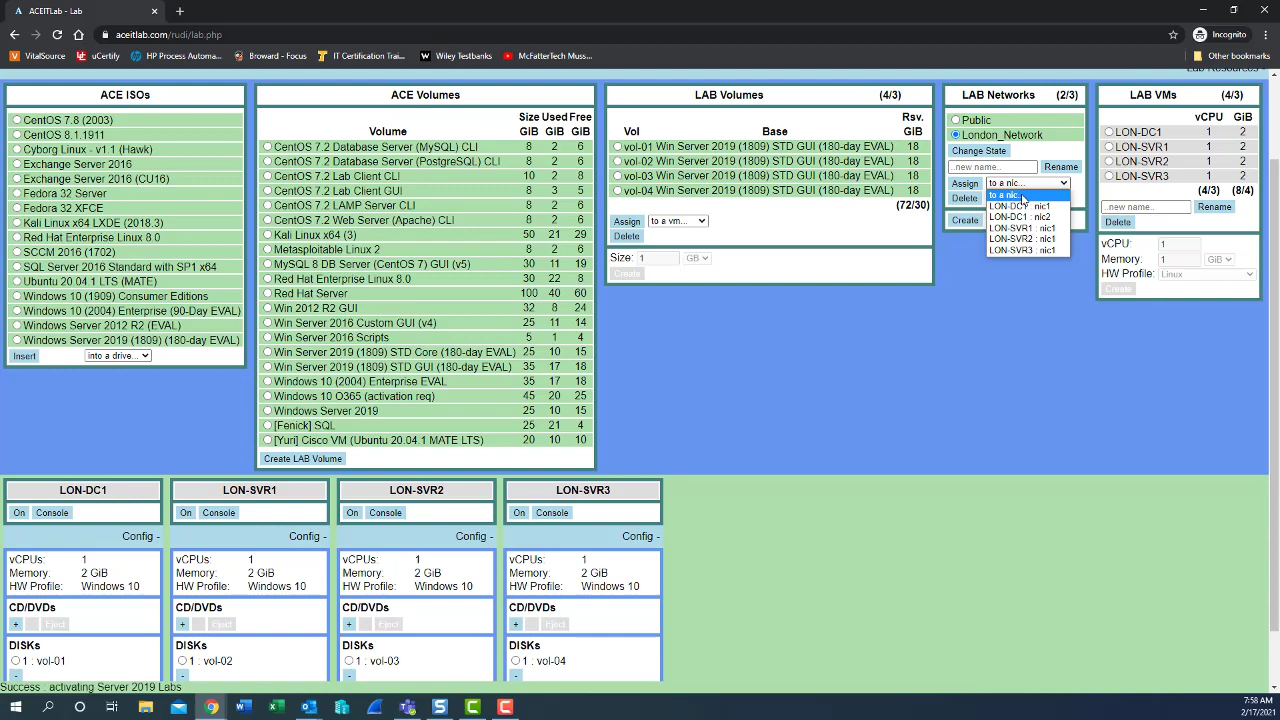 ACEITLab - Lab
aceitlab.com/rudi/lab.php
Incognito
VitalSource
uCertify
HP Process Automa...
Broward - Focus
IT Certification Trai...
Wiley Testbanks
McFatterTech Muss...
Other bookmarks
ACE ISOs
CentOS 7.8 (2003)
CentOS 8.1.1911
Cyborg Linux - v1.1 (Hawk)
Exchange Server 2016
Exchange Server 2016 (CU16)
Fedora 32 Server
Fedora 32 XFCE
Kali Linux x64 LXDE (2018.3)
Red Hat Enterprise Linux 8.0
SCCM 2016 (1702)
SQL Server 2016 Standard with SP1 x64
Ubuntu 20 04 1 LTS (MATE)
Windows 10 (1909) Consumer Editions
Windows 10 (2004) Enterprise (90-Day EVAL)
Windows Server 2012 R2 (EVAL)
Windows Server 2019 (1809) (180-day EVAL)
Insert into a drive...
ACE Volumes
Size Used Free
Volume GiB GiB GiB
CentOS 7.2 Database Server (MySQL) CLI 8 2 6
CentOS 7.2 Database Server (PostgreSQL) CLI 8 2 6
CentOS 7.2 Lab Client CLI 10 2 8
CentOS 7.2 Lab Client GUI 8 2 6
CentOS 7.2 LAMP Server CLI 8 2 6
CentOS 7.2 Web Server (Apache) CLI 8 2 6
Kali Linux (3) 50 21 29
Metasploitable Linux 2 8 2 6
MySQL 8 DB Server (CentOS 7) GUI (v5) 30 11 19
Red Hat Enterprise Linux 8.0 30 22 8
Red Hat Server 100 40 60
Win 2012 R2 GUI 32 8 24
Win Server 2016 Custom GUI (v4) 25 11 14
Win Server 2016 Scripts 5 1 4
Win Server 2019 (1809) STD Core (180-day EVAL) 25 10 15
Win Server 2019 (1809) STD GUI (180-day EVAL) 35 17 18
Windows 10 (2004) Enterprise EVAL 35 17 18
Windows 10 O365 (activation req) 45 20 25
Windows Server 2019 25 10 15
[Fenick] SQL 25 21 4
[Yuri] Cisco VM (Ubuntu 20.04.1 MATE LTS) 20 10 10
Create LAB Volume
LAB Volumes (4/3)
Rsv.
Vol Base GiB
vol-01 Win Server 2019 (1809) STD GUI (180-day EVAL) 18
vol-02 Win Server 2019 (1809) STD GUI (180-day EVAL) 18
vol-03 Win Server 2019 (1809) STD GUI (180-day EVAL) 18
vol-04 Win Server 2019 (1809) STD GUI (180-day EVAL) 18
(72/30)
Assign to a vm...
Delete
Size: 1 GB
Create
LAB Networks (2/3)
Public
London_Network
Change State
..new name.. Rename
Assign to a nic...
Delete
Create
to a nic...
LON-DC1 : nic1
LON-DC1 : nic2
LON-SVR1 : nic1
LON-SVR2 : nic1
LON-SVR3 : nic1
LAB VMs (4/3)
vCPU GiB
LON-DC1 1 2
LON-SVR1 1 2
LON-SVR2 1 2
LON-SVR3 1 2
(4/3) (8/4)
..new name.. Rename
Delete
vCPU: 1
Memory: 1 GiB
HW Profile: Linux
Create
LON-DC1
On Console
Config -
vCPUs: 1
Memory: 2 GiB
HW Profile: Windows 10
CD/DVDs
+ Eject
DISKs
1 : vol-01
-
LON-SVR1
On Console
Config -
vCPUs: 1
Memory: 2 GiB
HW Profile: Windows 10
CD/DVDs
+ Eject
DISKs
1 : vol-02
-
LON-SVR2
On Console
Config -
vCPUs: 1
Memory: 2 GiB
HW Profile: Windows 10
CD/DVDs
+ Eject
DISKs
1 : vol-03
-
LON-SVR3
On Console
Config -
vCPUs: 1
Memory: 2 GiB
HW Profile: Windows 10
CD/DVDs
+ Eject
DISKs
1 : vol-04
-
Success : activating Server 2019 Labs
7:58 AM
2/17/2021